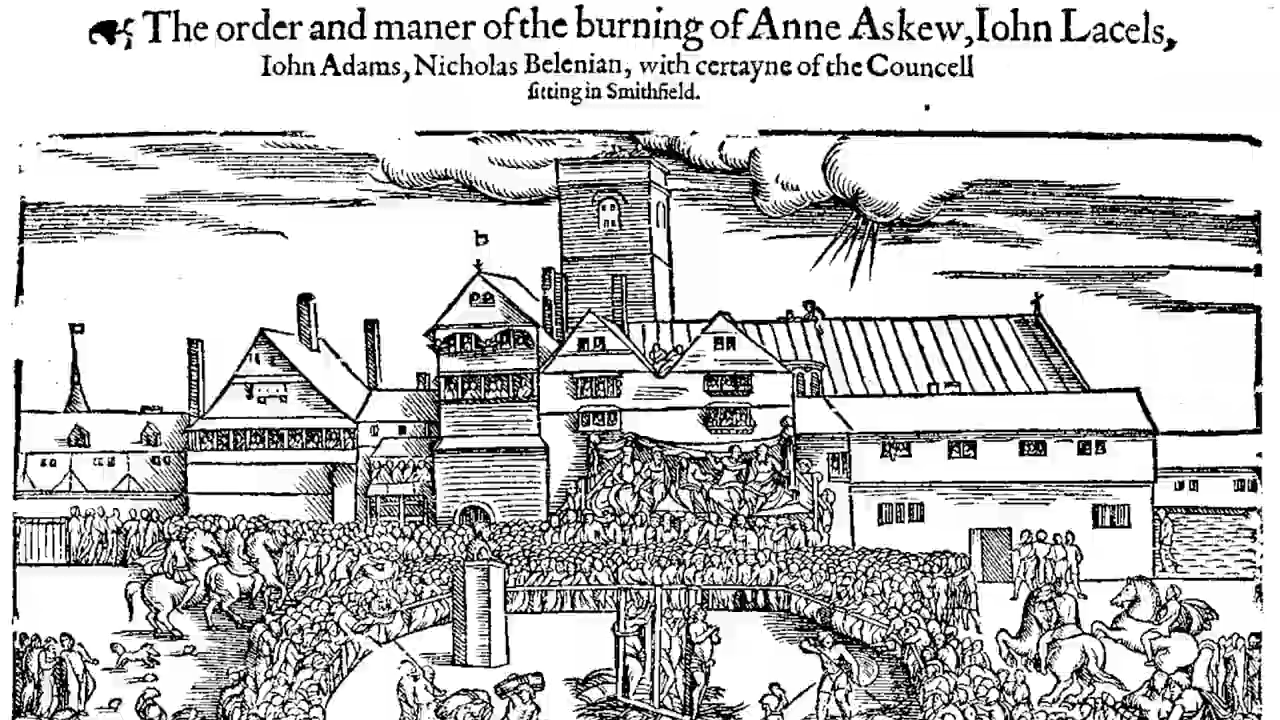 The order and maner of the burning of Anne Askew, Iohn Lacels,
Iohn Adams, Nicholas Belenian, with certayne of the Councell
sitting in Smithfield.